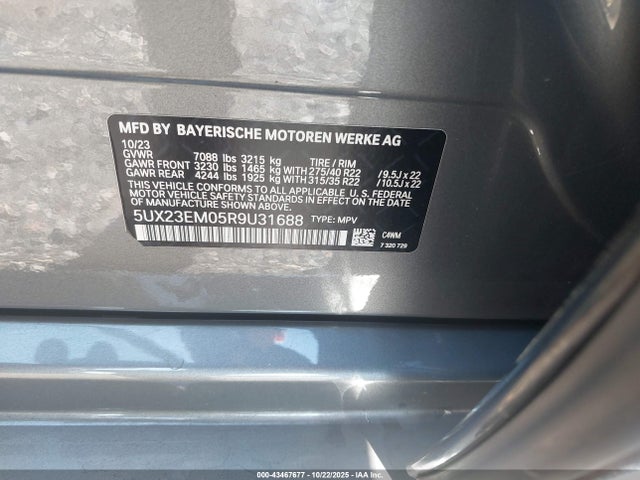 MFD BY BAYERISCHE MOTOREN WERKE AG
10/23
GVWR 7088 lbs 3215 kg TIRE / RIM
GAWR FRONT 3230 lbs 1465 kg WITH 275/40 R22 /9.5J x 22
GAWR REAR 4244 lbs 1925 kg WITH 315/35 R22 /10.5J x 22
THIS VEHICLE CONFORMS TO ALL APPLICABLE U. S. FEDERAL
MOTOR VEHICLE SAFETY STANDARDS IN EFFECT ON THE
DATE OF MANUFACTURE SHOWN ABOVE.
5UX23EM05R9U31688 TYPE: MPV
C4WM
7 320 729
000-43467677 - 10/22/2025 - IAA Inc.